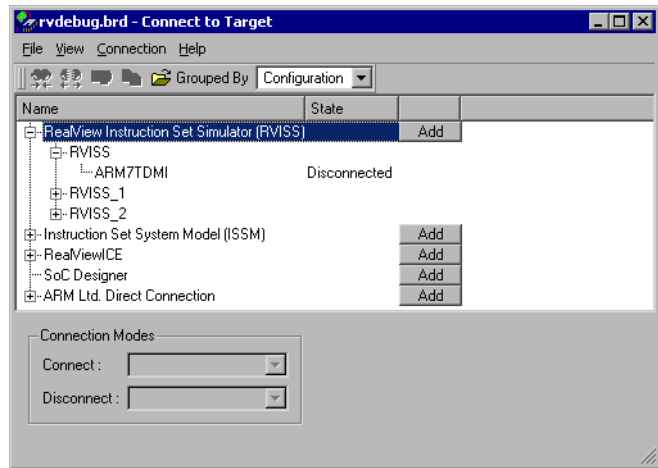 rvdebug.brd - Connect to Target
File View Connection Help
Grouped By Configuration
Name State
RealView Instruction Set Simulator (RVISS) Add
RVISS
ARM7TDMI Disconnected
RVISS_1
RVISS_2
Instruction Set System Model (ISSM) Add
RealViewICE Add
SoC Designer Add
ARM Ltd. Direct Connection Add
Connection Modes
Connect :
Disconnect :